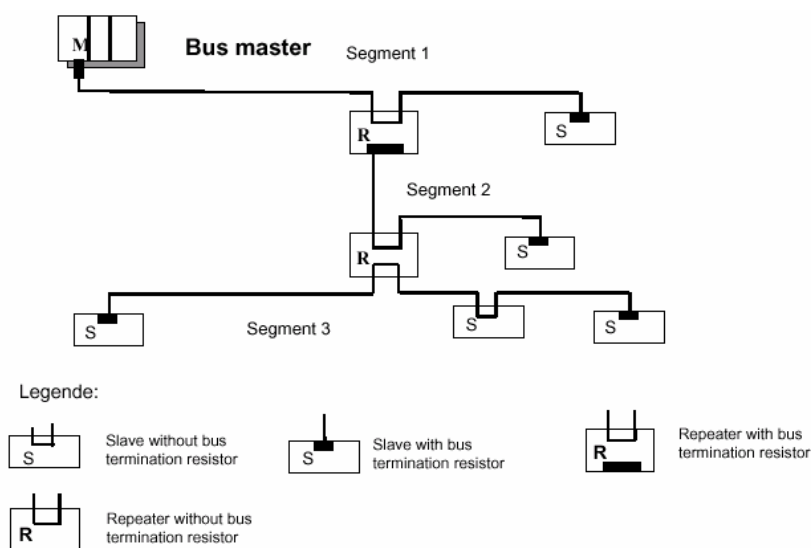 M
Bus master
Segment 1
R
S
Segment 2
R
S
S
Segment 3
S
S
Legende:
S
Slave without bus
termination resistor
S
Slave with bus
termination resistor
R
Repeater with bus
termination resistor
R
Repeater without bus
termination resistor